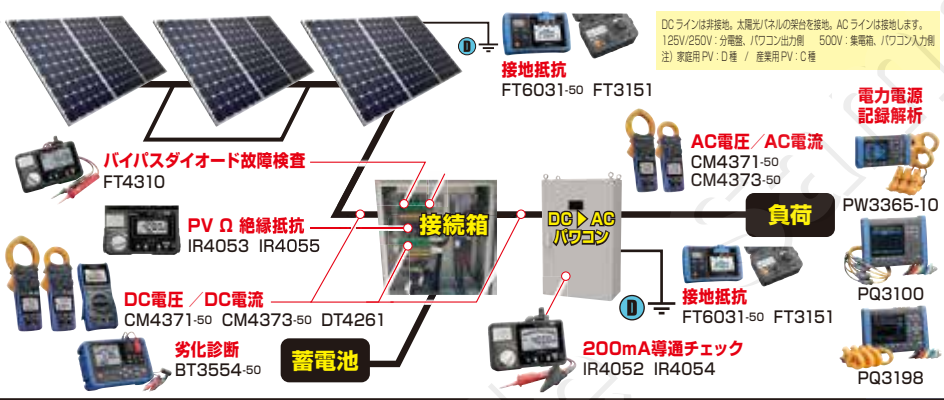 DCラインは非接地。太陽光パネルの架台を接地。ACラインは接地します。
125V/250V：分電盤、パワコン出力側　500V：集電箱、パワコン入力側
注）家庭用PV：D種 / 産業用PV：C種
D
接地抵抗
FT6031-50 FT3151
電力電源
記録解析
AC電圧／AC電流
CM4371-50
CM4373-50
バイパスダイオード故障検査
FT4310
PW3365-10
接続箱
DC▶AC
パワコン
負荷
PV Ω 絶縁抵抗
IR4053 IR4055
PQ3100
DC電圧／DC電流
CM4371-50 CM4373-50 DT4261
D
接地抵抗
FT6031-50 FT3151
劣化診断
BT3554-50
蓄電池
200mA導通チェック
IR4052 IR4054
PQ3198